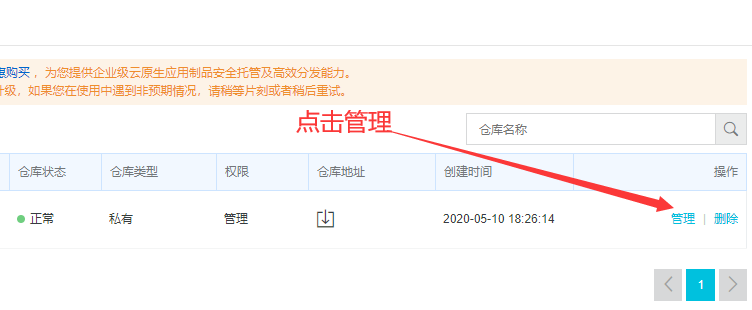 惠购买 ，为您提供企业级云原生应用制品安全托管及高效分发能力。
升级，如果您在使用中遇到非预期情况，请稍等片刻或者稍后重试。
点击管理
仓库名称
仓库状态 仓库类型 权限 仓库地址 创建时间 操作
正常 私有 管理 2020-05-10 18:26:14 管理 | 删除
1